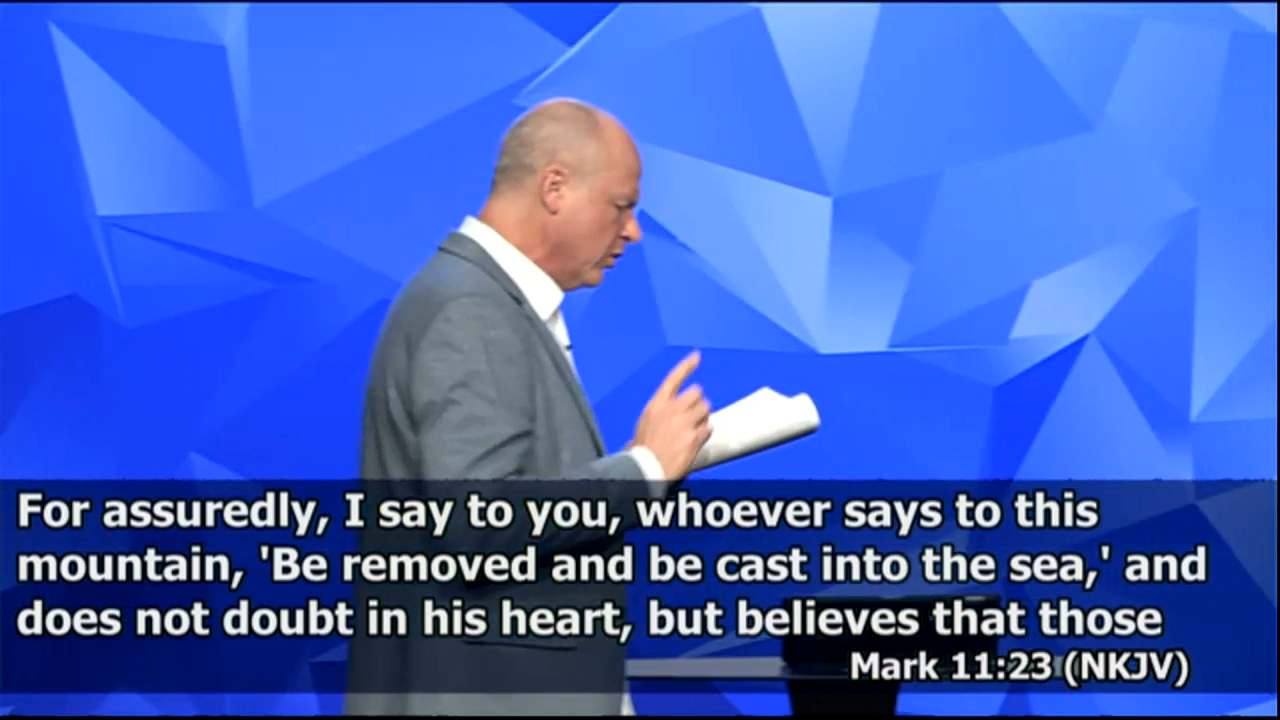 For assuredly, I say to you, whoever says to this
mountain, 'Be removed and be cast into the sea,' and
does not doubt in his heart, but believes that those
Mark 11:23 (NKJV)